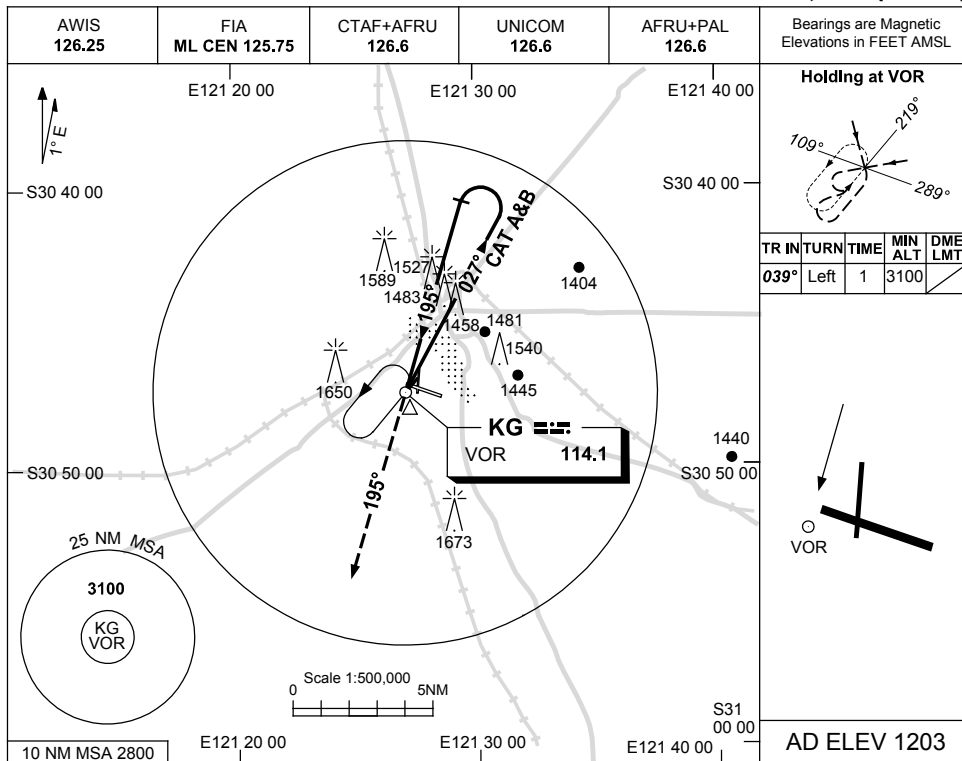 AWIS
126.25
FIA
ML CEN 125.75
CTAF+AFRU
126.6
UNICOM
126.6
AFRU+PAL
126.6
Bearings are Magnetic
Elevations in FEET AMSL
E121 20 00
E121 30 00
E121 40 00
1° E
S30 40 00
S30 40 00
CAT A&B
027°
195°
1589
1527
1483
1458
1404
1481
1540
1445
1650
KG
VOR 114.1
1440
S30 50 00
S30 50 00
195°
1673
25 NM MSA
3100
KG
VOR
Scale 1:500,000
0 5NM
S31
00 00
10 NM MSA 2800
E121 20 00
E121 30 00
E121 40 00
Holding at VOR
219°
109°
289°
TR IN TURN TIME MIN ALT DME LMT
039° Left 1 3100
VOR
AD ELEV 1203